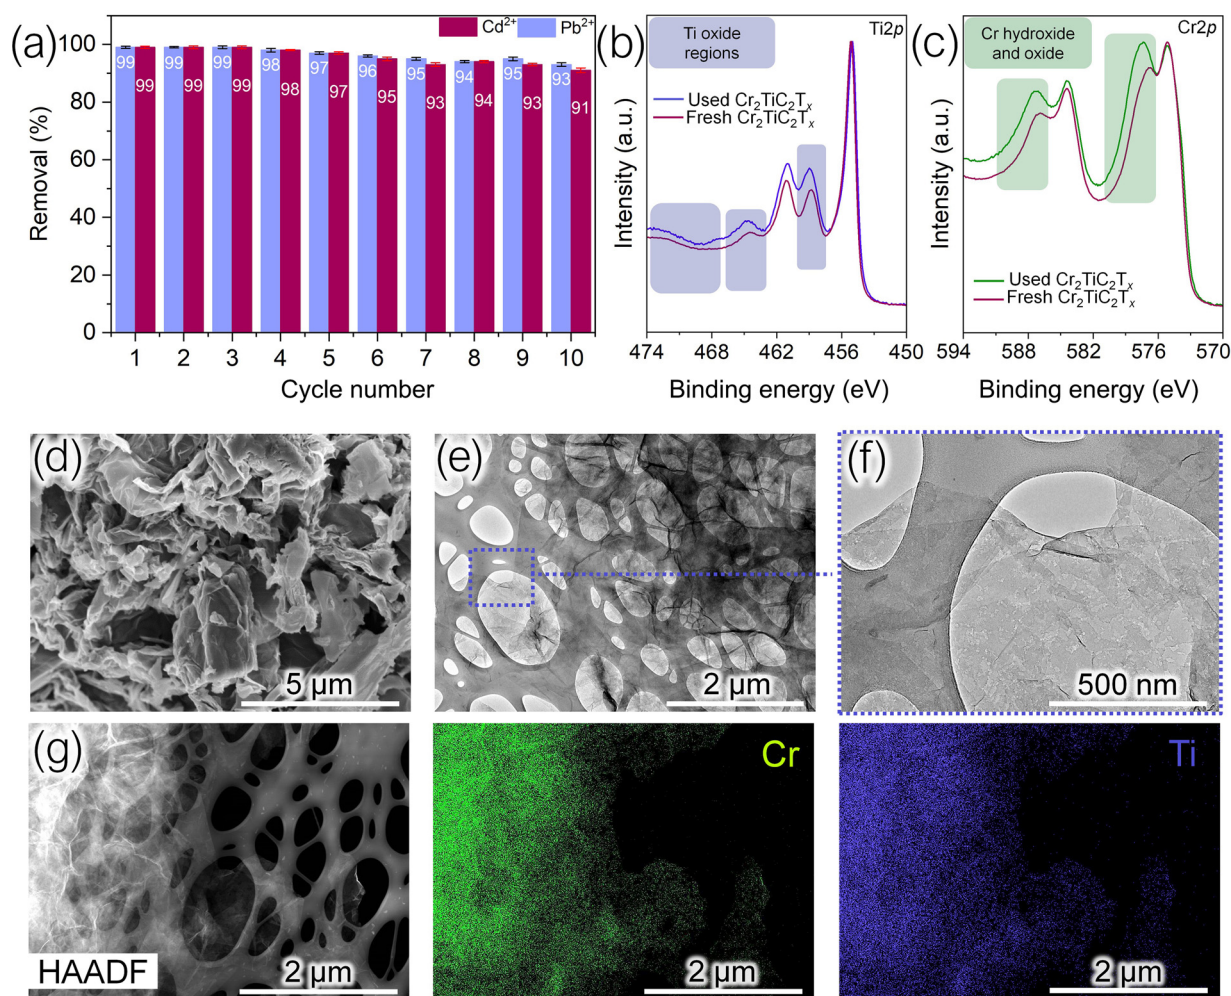 (a)
Cd²⁺ Pb²⁺
Removal (%)
100
80
60
40
20
0
99 99 99 98 97 96 95 94 95 93
99 99 99 98 97 95 93 94 93 91
1 2 3 4 5 6 7 8 9 10
Cycle number
(b)
Ti oxide
regions
Ti2p
Used Cr₂TiC₂Tₓ
Fresh Cr₂TiC₂Tₓ
Intensity (a.u.)
474 468 462 456 450
Binding energy (eV)
(c)
Cr hydroxide
and oxide
Cr2p
Used Cr₂TiC₂Tₓ
Fresh Cr₂TiC₂Tₓ
Intensity (a.u.)
594 588 582 576 570
Binding energy (eV)
(d)
5 µm
(e)
2 µm
(f)
500 nm
(g)
HAADF
2 µm
Cr
2 µm
Ti
2 µm